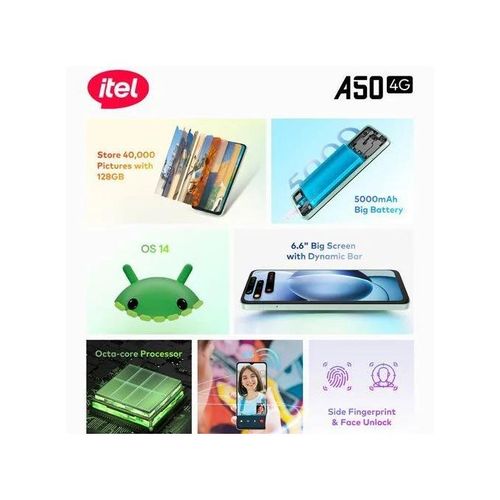 itel
A50 4G
Store 40,000
Pictures with
128GB
5000
5000mAh
Big Battery
OS 14
6.6" Big Screen
with Dynamic Bar
Octa-core Processor
Side Fingerprint
& Face Unlock